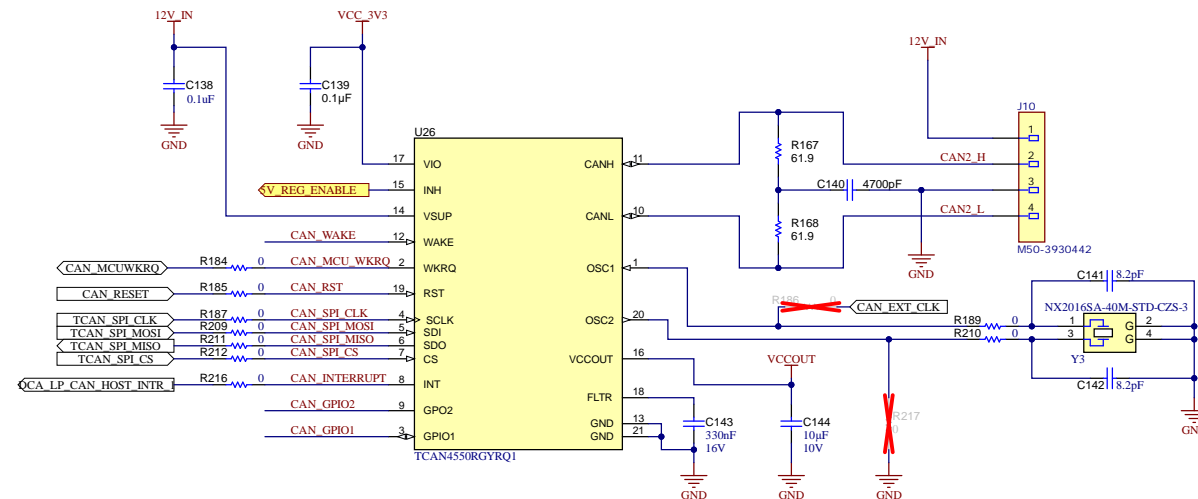 12V_IN
VCC_3V3
12V_IN
C138
0.1uF
C139
0.1µF
GND
GND
U26
J10
17 VIO
15 INH
14 VSUP
12 WAKE
2 WKRQ
19 RST
4 SCLK
5 SDI
6 SDO
7 CS
8 INT
9 GPO2
3 GPIO1
CANH 11
CANL 10
OSC1 1
OSC2 20
VCCOUT 16
FLTR 18
GND 13
GND 21
TCAN4550RGYRQ1
5V_REG_ENABLE
CAN_WAKE
CAN_MCUWKRQ R184 0 CAN_MCU_WKRQ
CAN_RESET R185 0 CAN_RST
TCAN_SPI_CLK R187 0 CAN_SPI_CLK
TCAN_SPI_MOSI R209 0 CAN_SPI_MOSI
TCAN_SPI_MISO R211 0 CAN_SPI_MISO
TCAN_SPI_CS R212 0 CAN_SPI_CS
QCA_LP_CAN_HOST_INTR_1 R216 0 CAN_INTERRUPT
CAN_GPIO2
CAN_GPIO1
R167
61.9
C140 4700pF
R168
61.9
GND
1
CAN2_H 2
3
CAN2_L 4
M50-3930442
R186 0 CAN_EXT_CLK
R189 0
R210 0
C141 8.2pF
NX2016SA-40M-STD-CZS-3
1 G 2
3 G 4
Y3
C142 8.2pF
GND
VCCOUT
C143
330nF
16V
C144
10µF
10V
R217
0
GND
GND
GND